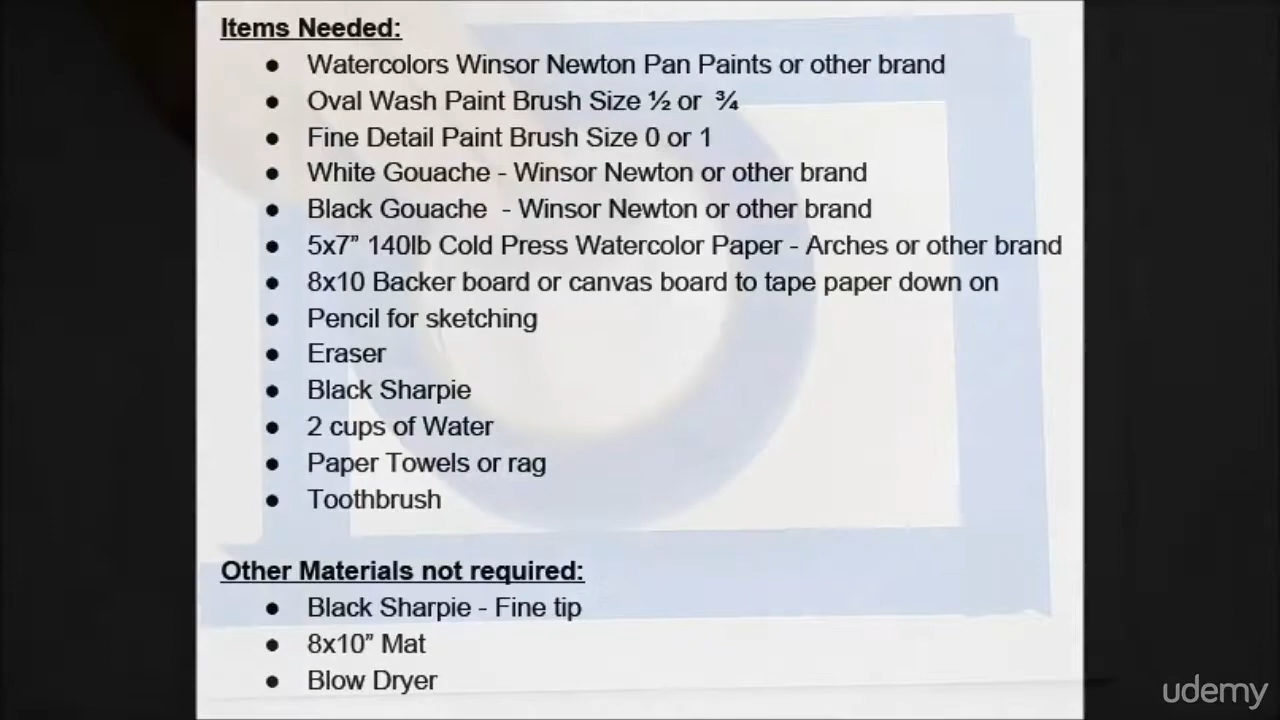 Items Needed:
● Watercolors Winsor Newton Pan Paints or other brand
● Oval Wash Paint Brush Size ½ or ¾
● Fine Detail Paint Brush Size 0 or 1
● White Gouache - Winsor Newton or other brand
● Black Gouache - Winsor Newton or other brand
● 5x7” 140lb Cold Press Watercolor Paper - Arches or other brand
● 8x10 Backer board or canvas board to tape paper down on
● Pencil for sketching
● Eraser
● Black Sharpie
● 2 cups of Water
● Paper Towels or rag
● Toothbrush
Other Materials not required:
● Black Sharpie - Fine tip
● 8x10” Mat
● Blow Dryer
udemy